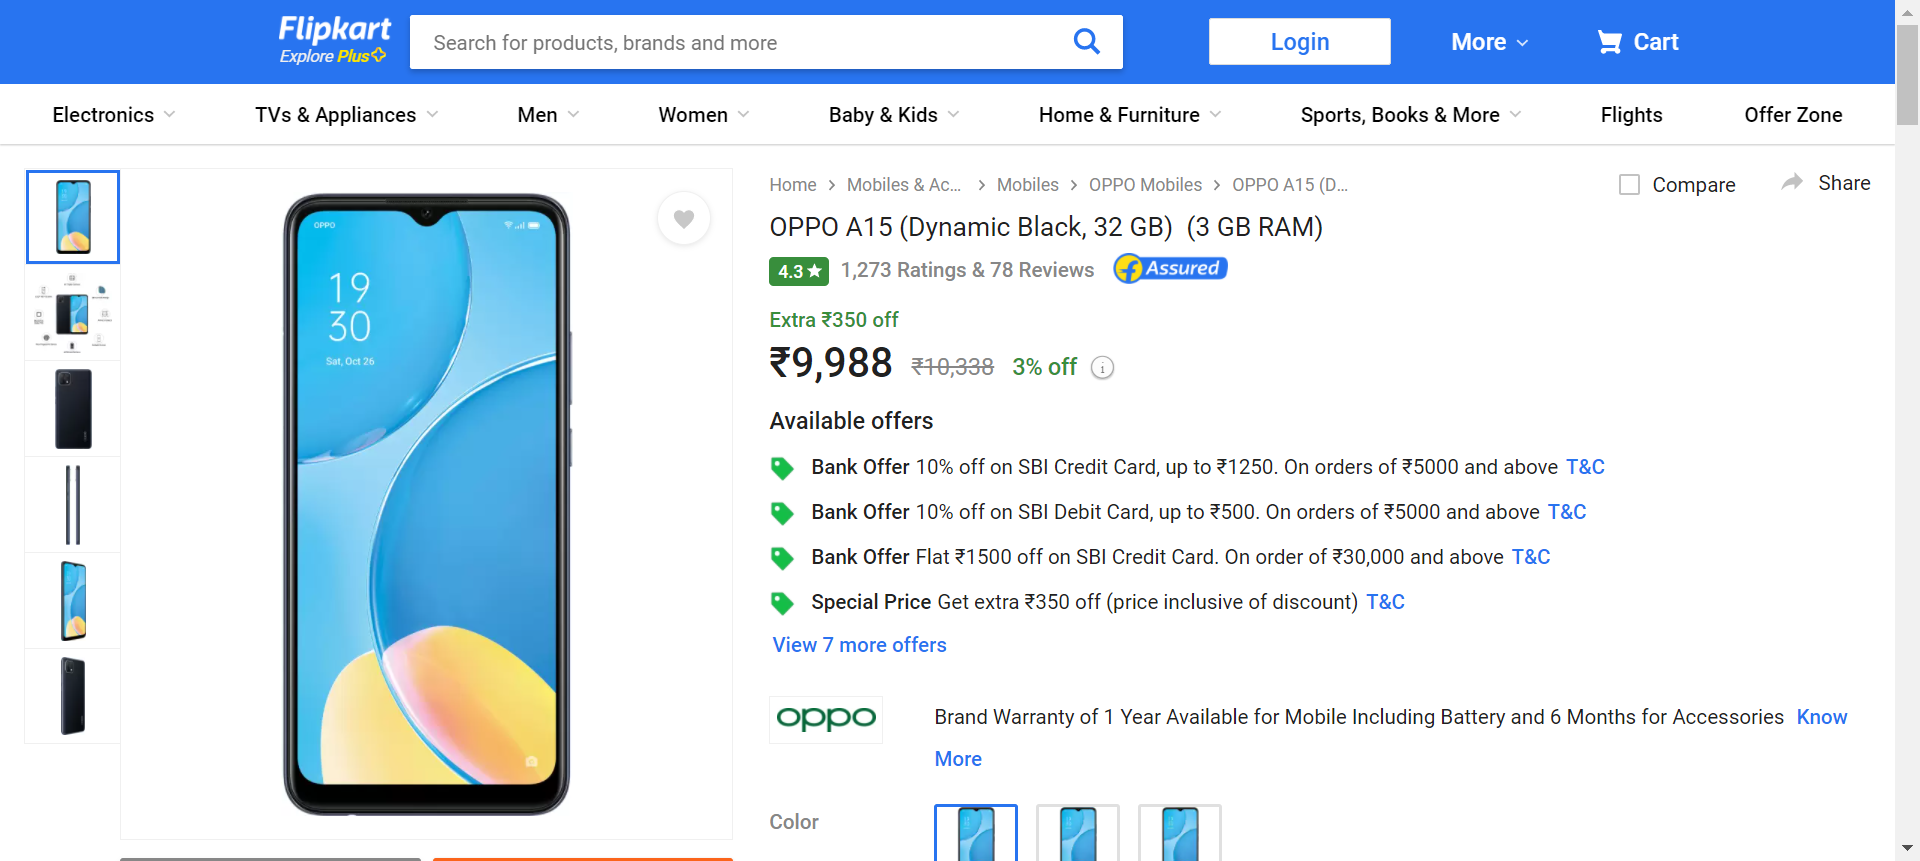 Flipkart
Explore Plus
Search for products, brands and more
Login
More
Cart
Electronics
TVs & Appliances
Men
Women
Baby & Kids
Home & Furniture
Sports, Books & More
Flights
Offer Zone
Home
Mobiles & Ac...
Mobiles
OPPO Mobiles
OPPO A15 (D...
Compare
Share
OPPO A15 (Dynamic Black, 32 GB) (3 GB RAM)
4.3
1,273 Ratings & 78 Reviews
Assured
Extra ₹350 off
₹9,988 ₹10,338 3% off
Available offers
Bank Offer 10% off on SBI Credit Card, up to ₹1250. On orders of ₹5000 and above T&C
Bank Offer 10% off on SBI Debit Card, up to ₹500. On orders of ₹5000 and above T&C
Bank Offer Flat ₹1500 off on SBI Credit Card. On order of ₹30,000 and above T&C
Special Price Get extra ₹350 off (price inclusive of discount) T&C
View 7 more offers
oppo
Brand Warranty of 1 Year Available for Mobile Including Battery and 6 Months for Accessories Know
More
Color
OPPO
19
30
Sat, Oct 26